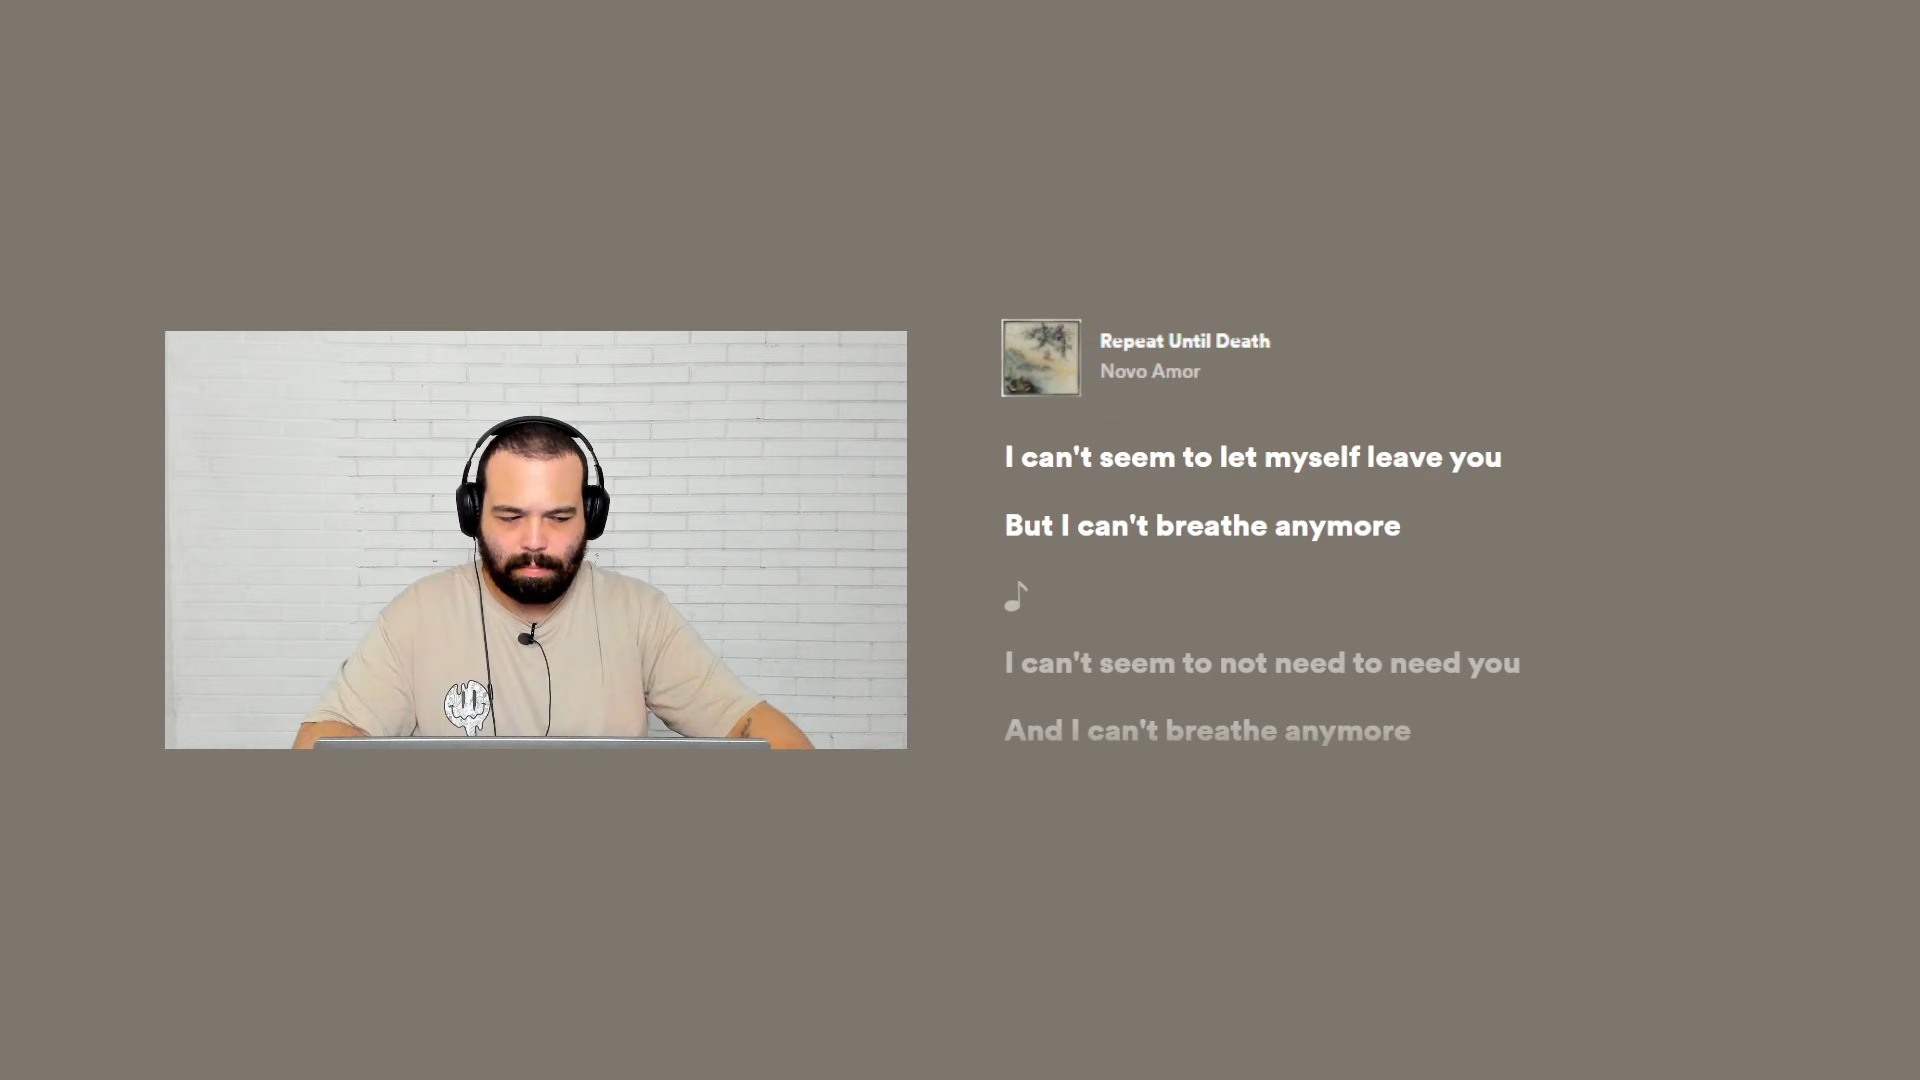 Repeat Until Death
Novo Amor
I can't seem to let myself leave you
But I can't breathe anymore
I can't seem to not need to need you
And I can't breathe anymore